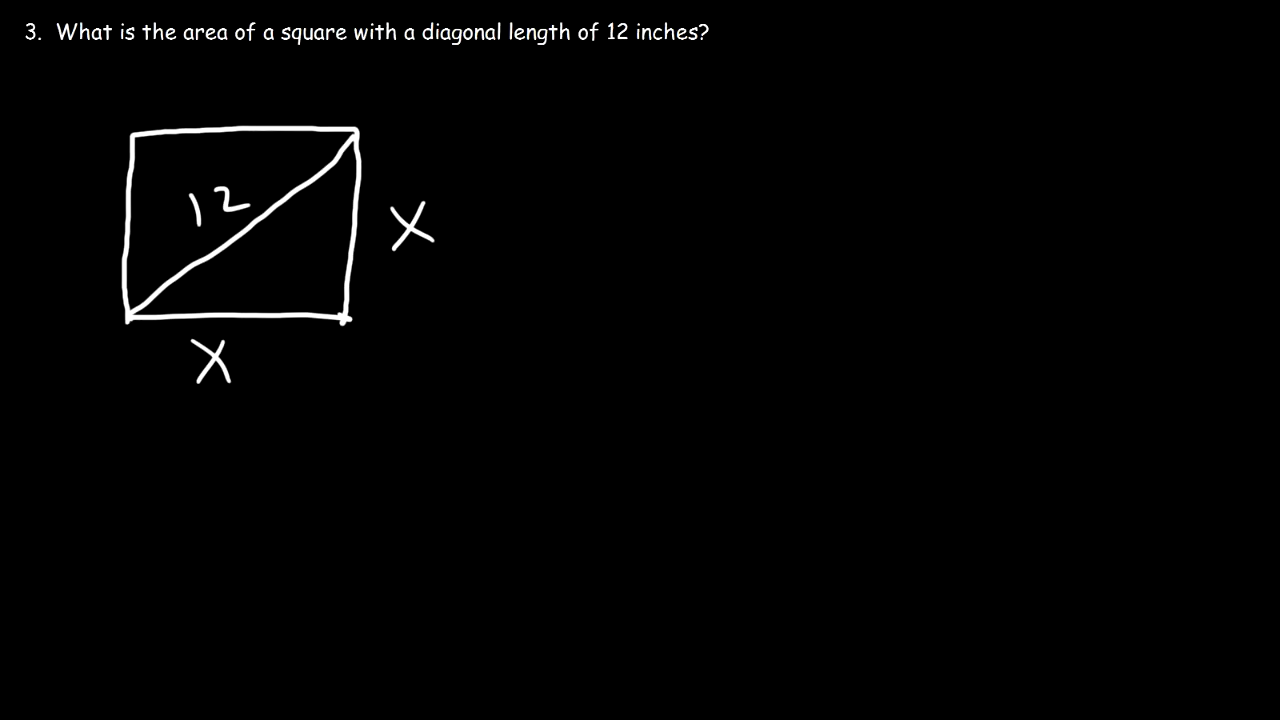 3. What is the area of a square with a diagonal length of 12 inches?
12
X
X